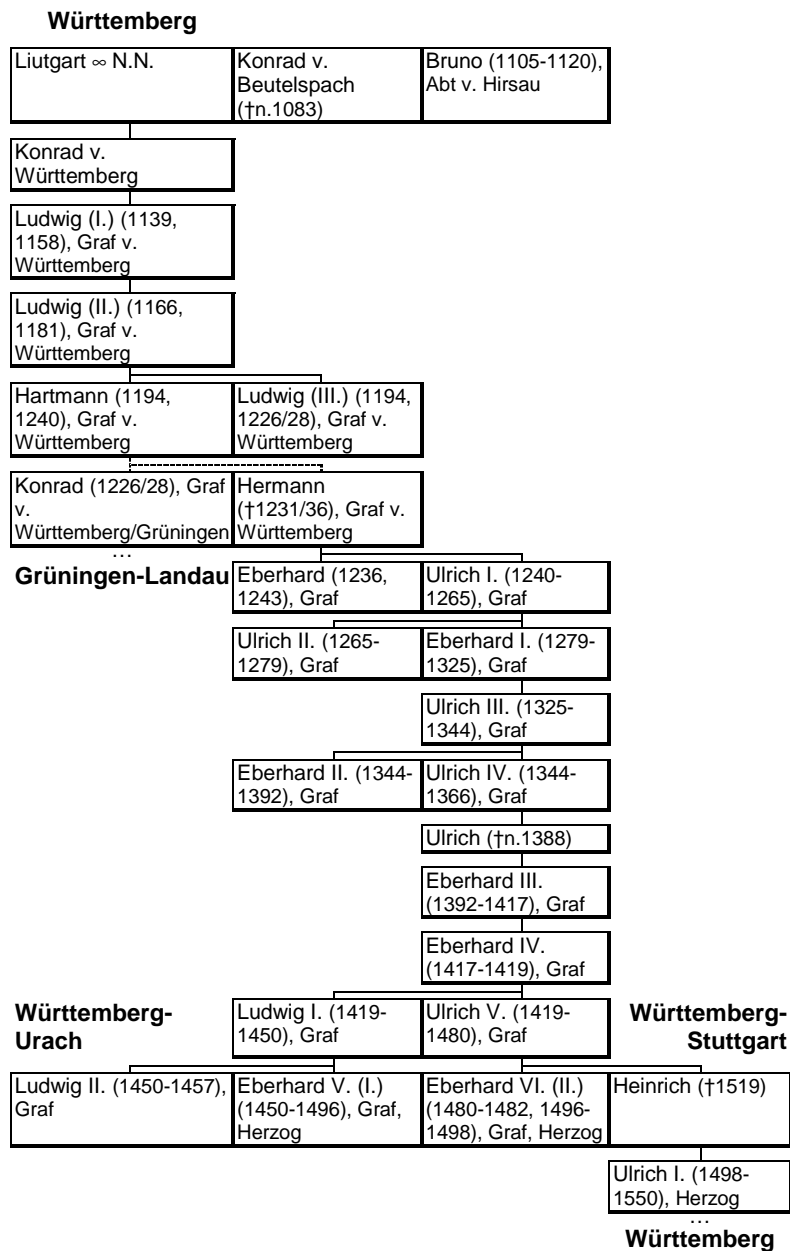 Württemberg
Liutgart ∞ N.N.
Konrad v.
Beutelspach
(†n.1083)
Bruno (1105-1120),
Abt v. Hirsau
Konrad v.
Württemberg
Ludwig (I.) (1139,
1158), Graf v.
Württemberg
Ludwig (II.) (1166,
1181), Graf v.
Württemberg
Hartmann (1194,
1240), Graf v.
Württemberg
Ludwig (III.) (1194,
1226/28), Graf v.
Württemberg
Konrad (1226/28), Graf
v.
Württemberg/Grüningen
Hermann
(†1231/36), Graf v.
Württemberg
…
Grüningen-Landau
Eberhard (1236,
1243), Graf
Ulrich I. (1240-
1265), Graf
Ulrich II. (1265-
1279), Graf
Eberhard I. (1279-
1325), Graf
Ulrich III. (1325-
1344), Graf
Eberhard II. (1344-
1392), Graf
Ulrich IV. (1344-
1366), Graf
Ulrich (†n.1388)
Eberhard III.
(1392-1417), Graf
Eberhard IV.
(1417-1419), Graf
Württemberg-
Urach
Ludwig I. (1419-
1450), Graf
Ulrich V. (1419-
1480), Graf
Württemberg-
Stuttgart
Ludwig II. (1450-1457),
Graf
Eberhard V. (I.)
(1450-1496), Graf,
Herzog
Eberhard VI. (II.)
(1480-1482, 1496-
1498), Graf, Herzog
Heinrich (†1519)
Ulrich I. (1498-
1550), Herzog
…
Württemberg